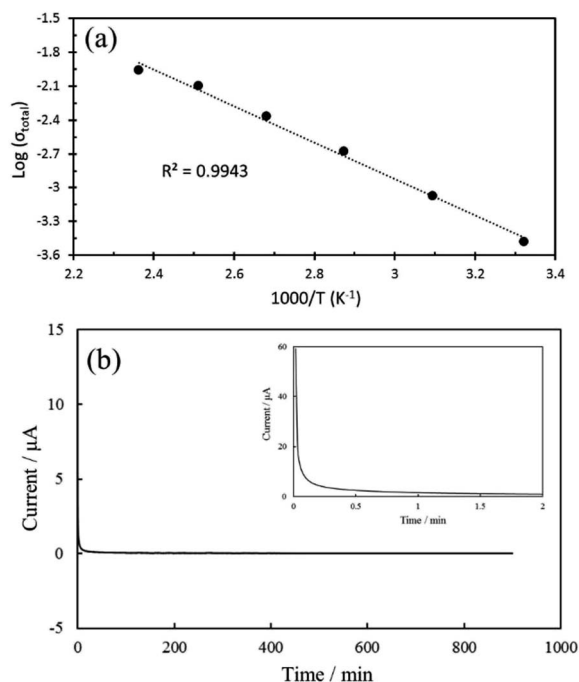 (a)
-1.5
-1.8
-2.1
-2.4
-2.7
-3
-3.3
-3.6
Log (σtotal)
R² = 0.9943
2.2 2.4 2.6 2.8 3 3.2 3.4
1000/T (K⁻¹)
(b)
15
10
5
0
-5
Current / µA
60
40
20
0
Current / µA
0 0.5 1 1.5 2
Time / min
0 200 400 600 800 1000
Time / min